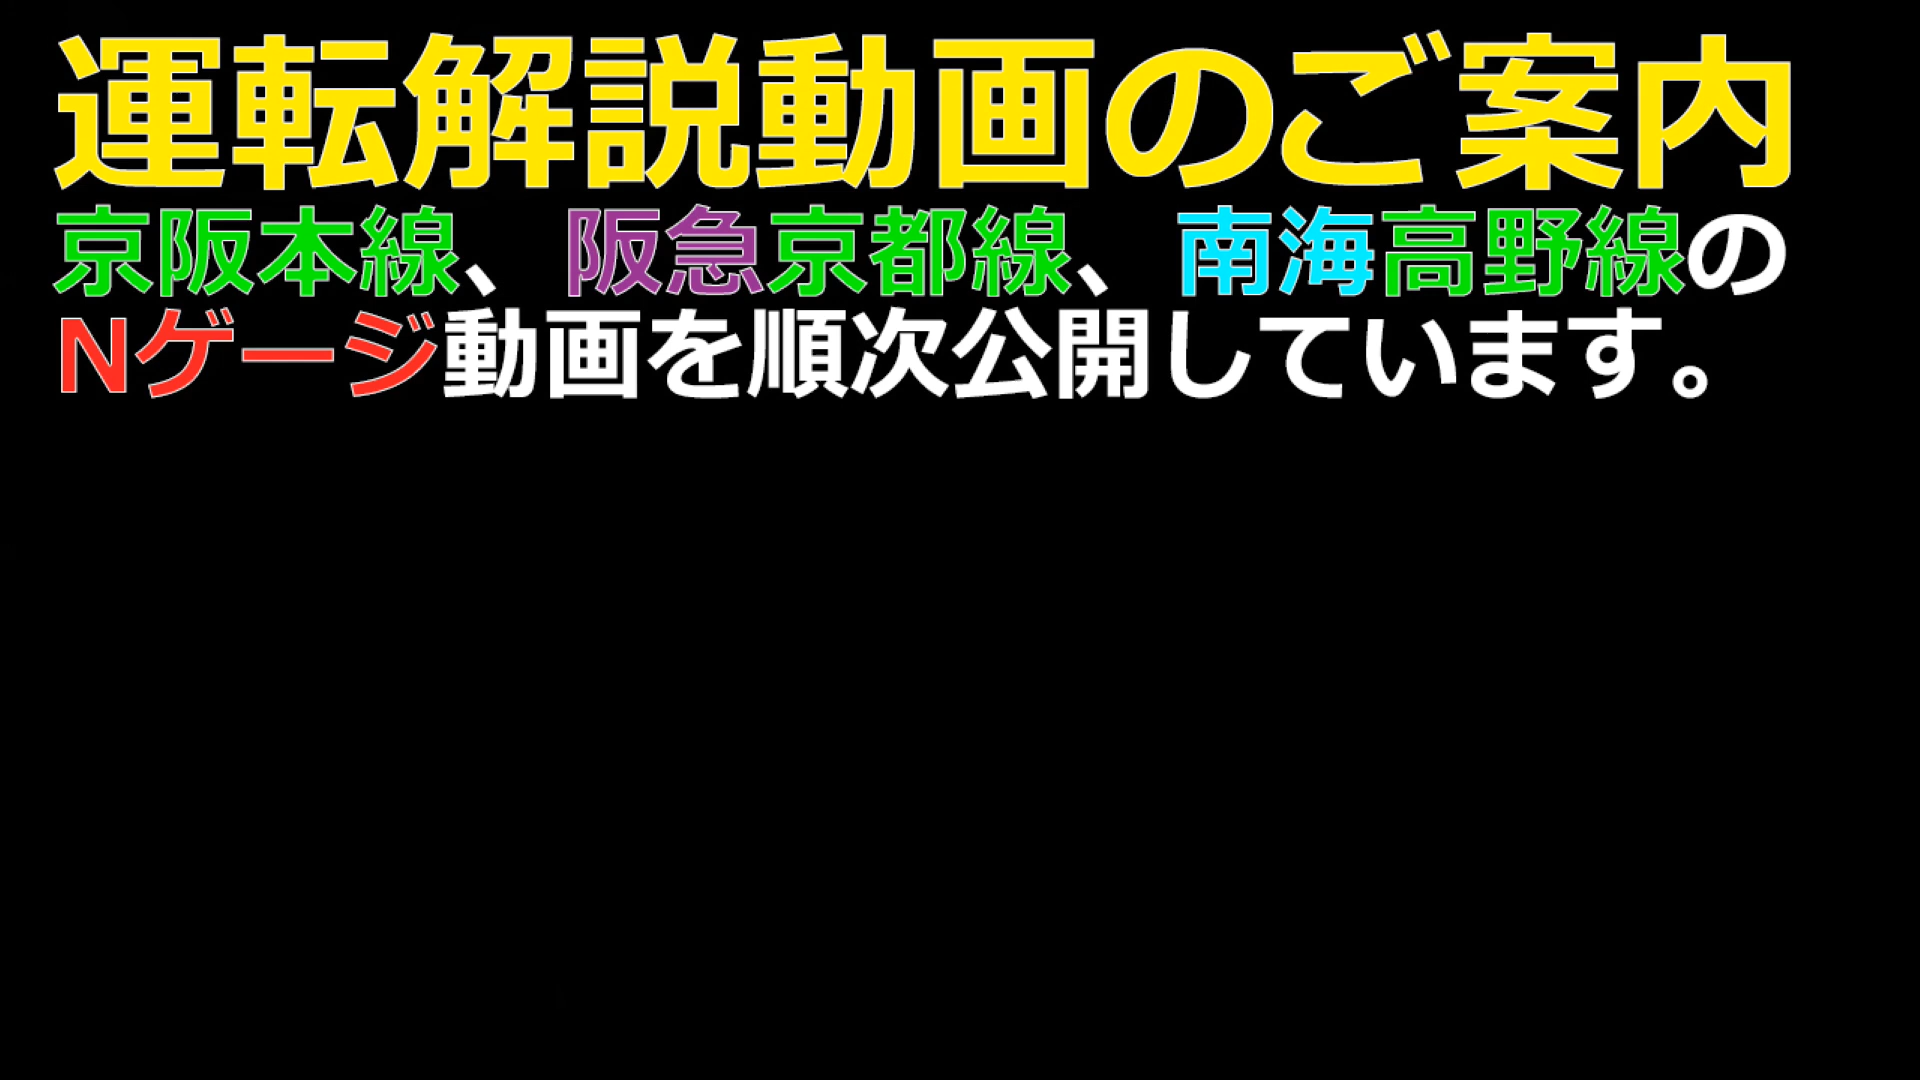 運転解説動画のご案内
京阪本線、阪急京都線、南海高野線の
Nゲージ動画を順次公開しています。